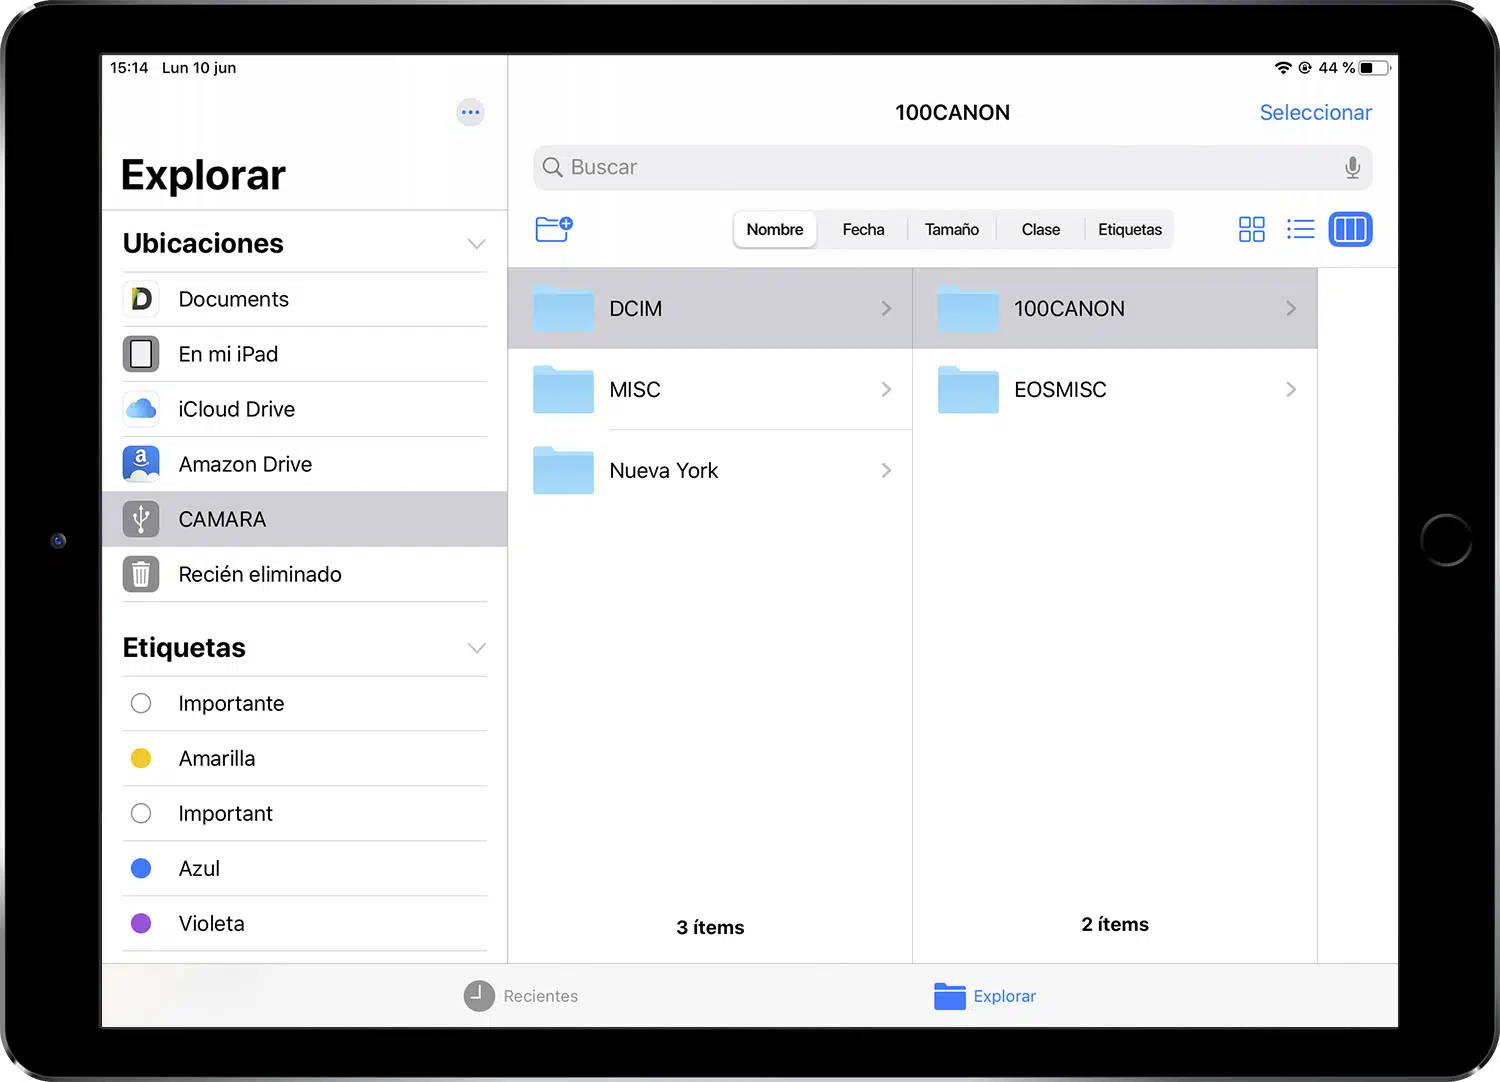 15:14 Lun 10 jun
44 %
Explorar
Ubicaciones
Documents
En mi iPad
iCloud Drive
Amazon Drive
CAMARA
Recién eliminado
Etiquetas
Importante
Amarilla
Important
Azul
Violeta
100CANON
Seleccionar
Buscar
Nombre Fecha Tamaño Clase Etiquetas
DCIM
MISC
Nueva York
3 ítems
100CANON
EOSMISC
2 ítems
Recientes
Explorar